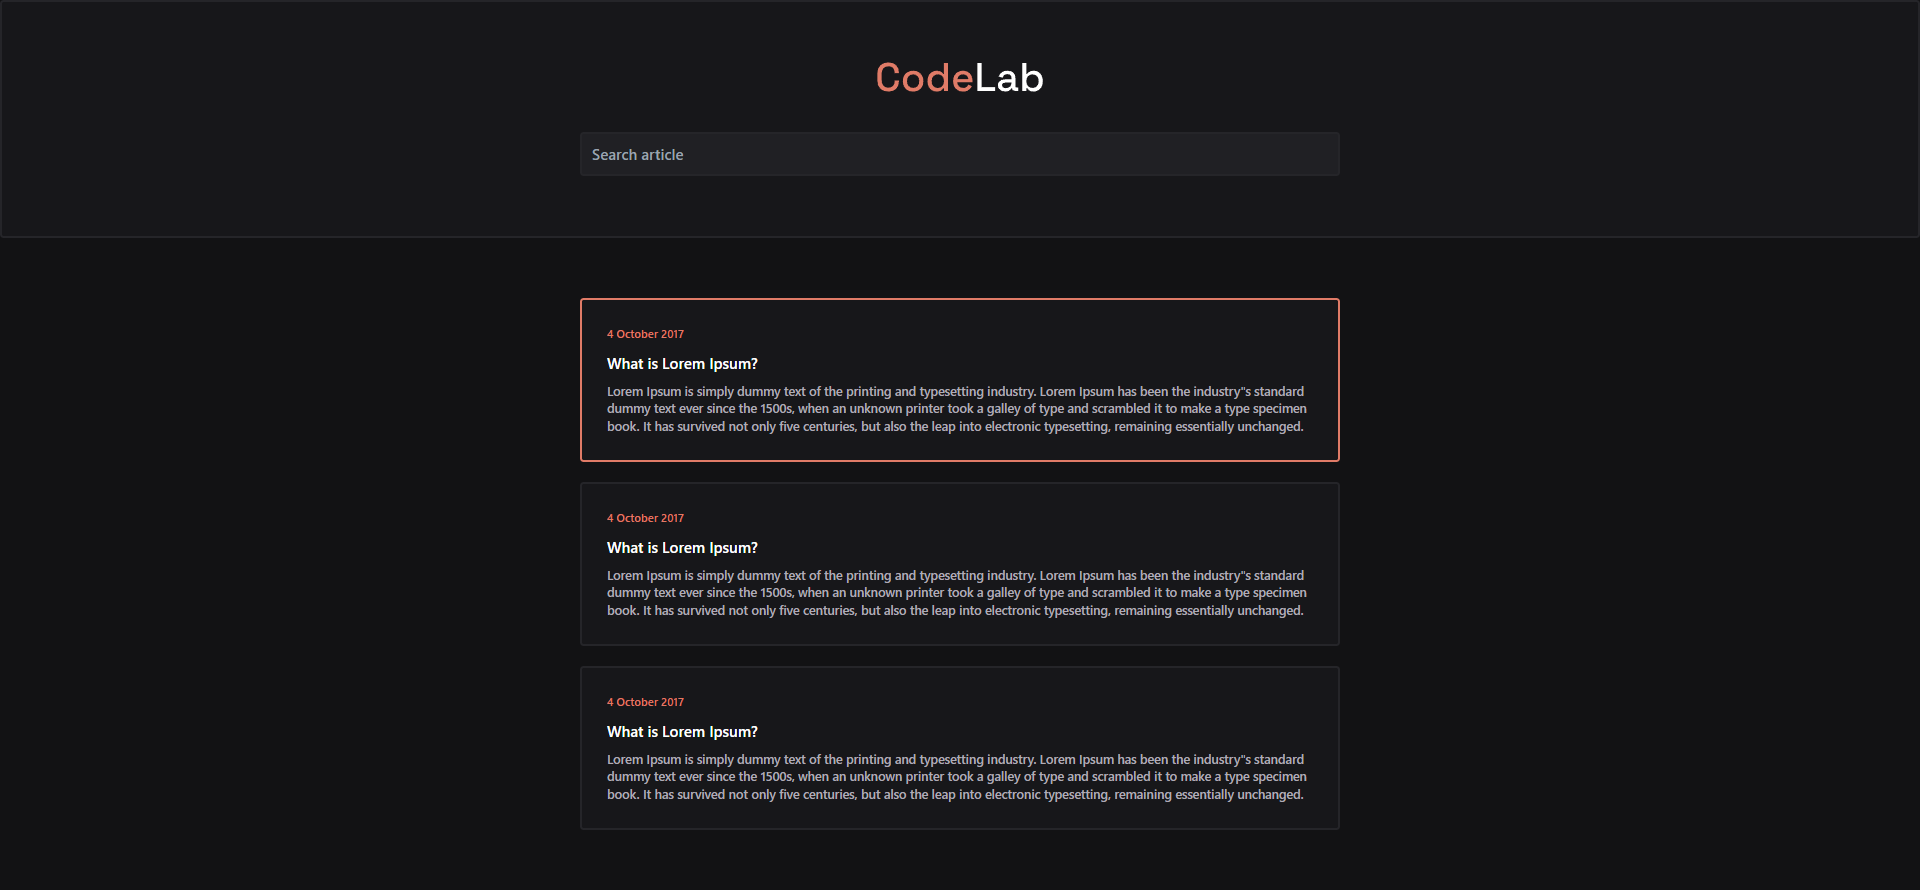 CodeLab
Search article
4 October 2017
What is Lorem Ipsum?
Lorem Ipsum is simply dummy text of the printing and typesetting industry. Lorem Ipsum has been the industry"s standard
dummy text ever since the 1500s, when an unknown printer took a galley of type and scrambled it to make a type specimen
book. It has survived not only five centuries, but also the leap into electronic typesetting, remaining essentially unchanged.
4 October 2017
What is Lorem Ipsum?
Lorem Ipsum is simply dummy text of the printing and typesetting industry. Lorem Ipsum has been the industry"s standard
dummy text ever since the 1500s, when an unknown printer took a galley of type and scrambled it to make a type specimen
book. It has survived not only five centuries, but also the leap into electronic typesetting, remaining essentially unchanged.
4 October 2017
What is Lorem Ipsum?
Lorem Ipsum is simply dummy text of the printing and typesetting industry. Lorem Ipsum has been the industry"s standard
dummy text ever since the 1500s, when an unknown printer took a galley of type and scrambled it to make a type specimen
book. It has survived not only five centuries, but also the leap into electronic typesetting, remaining essentially unchanged.